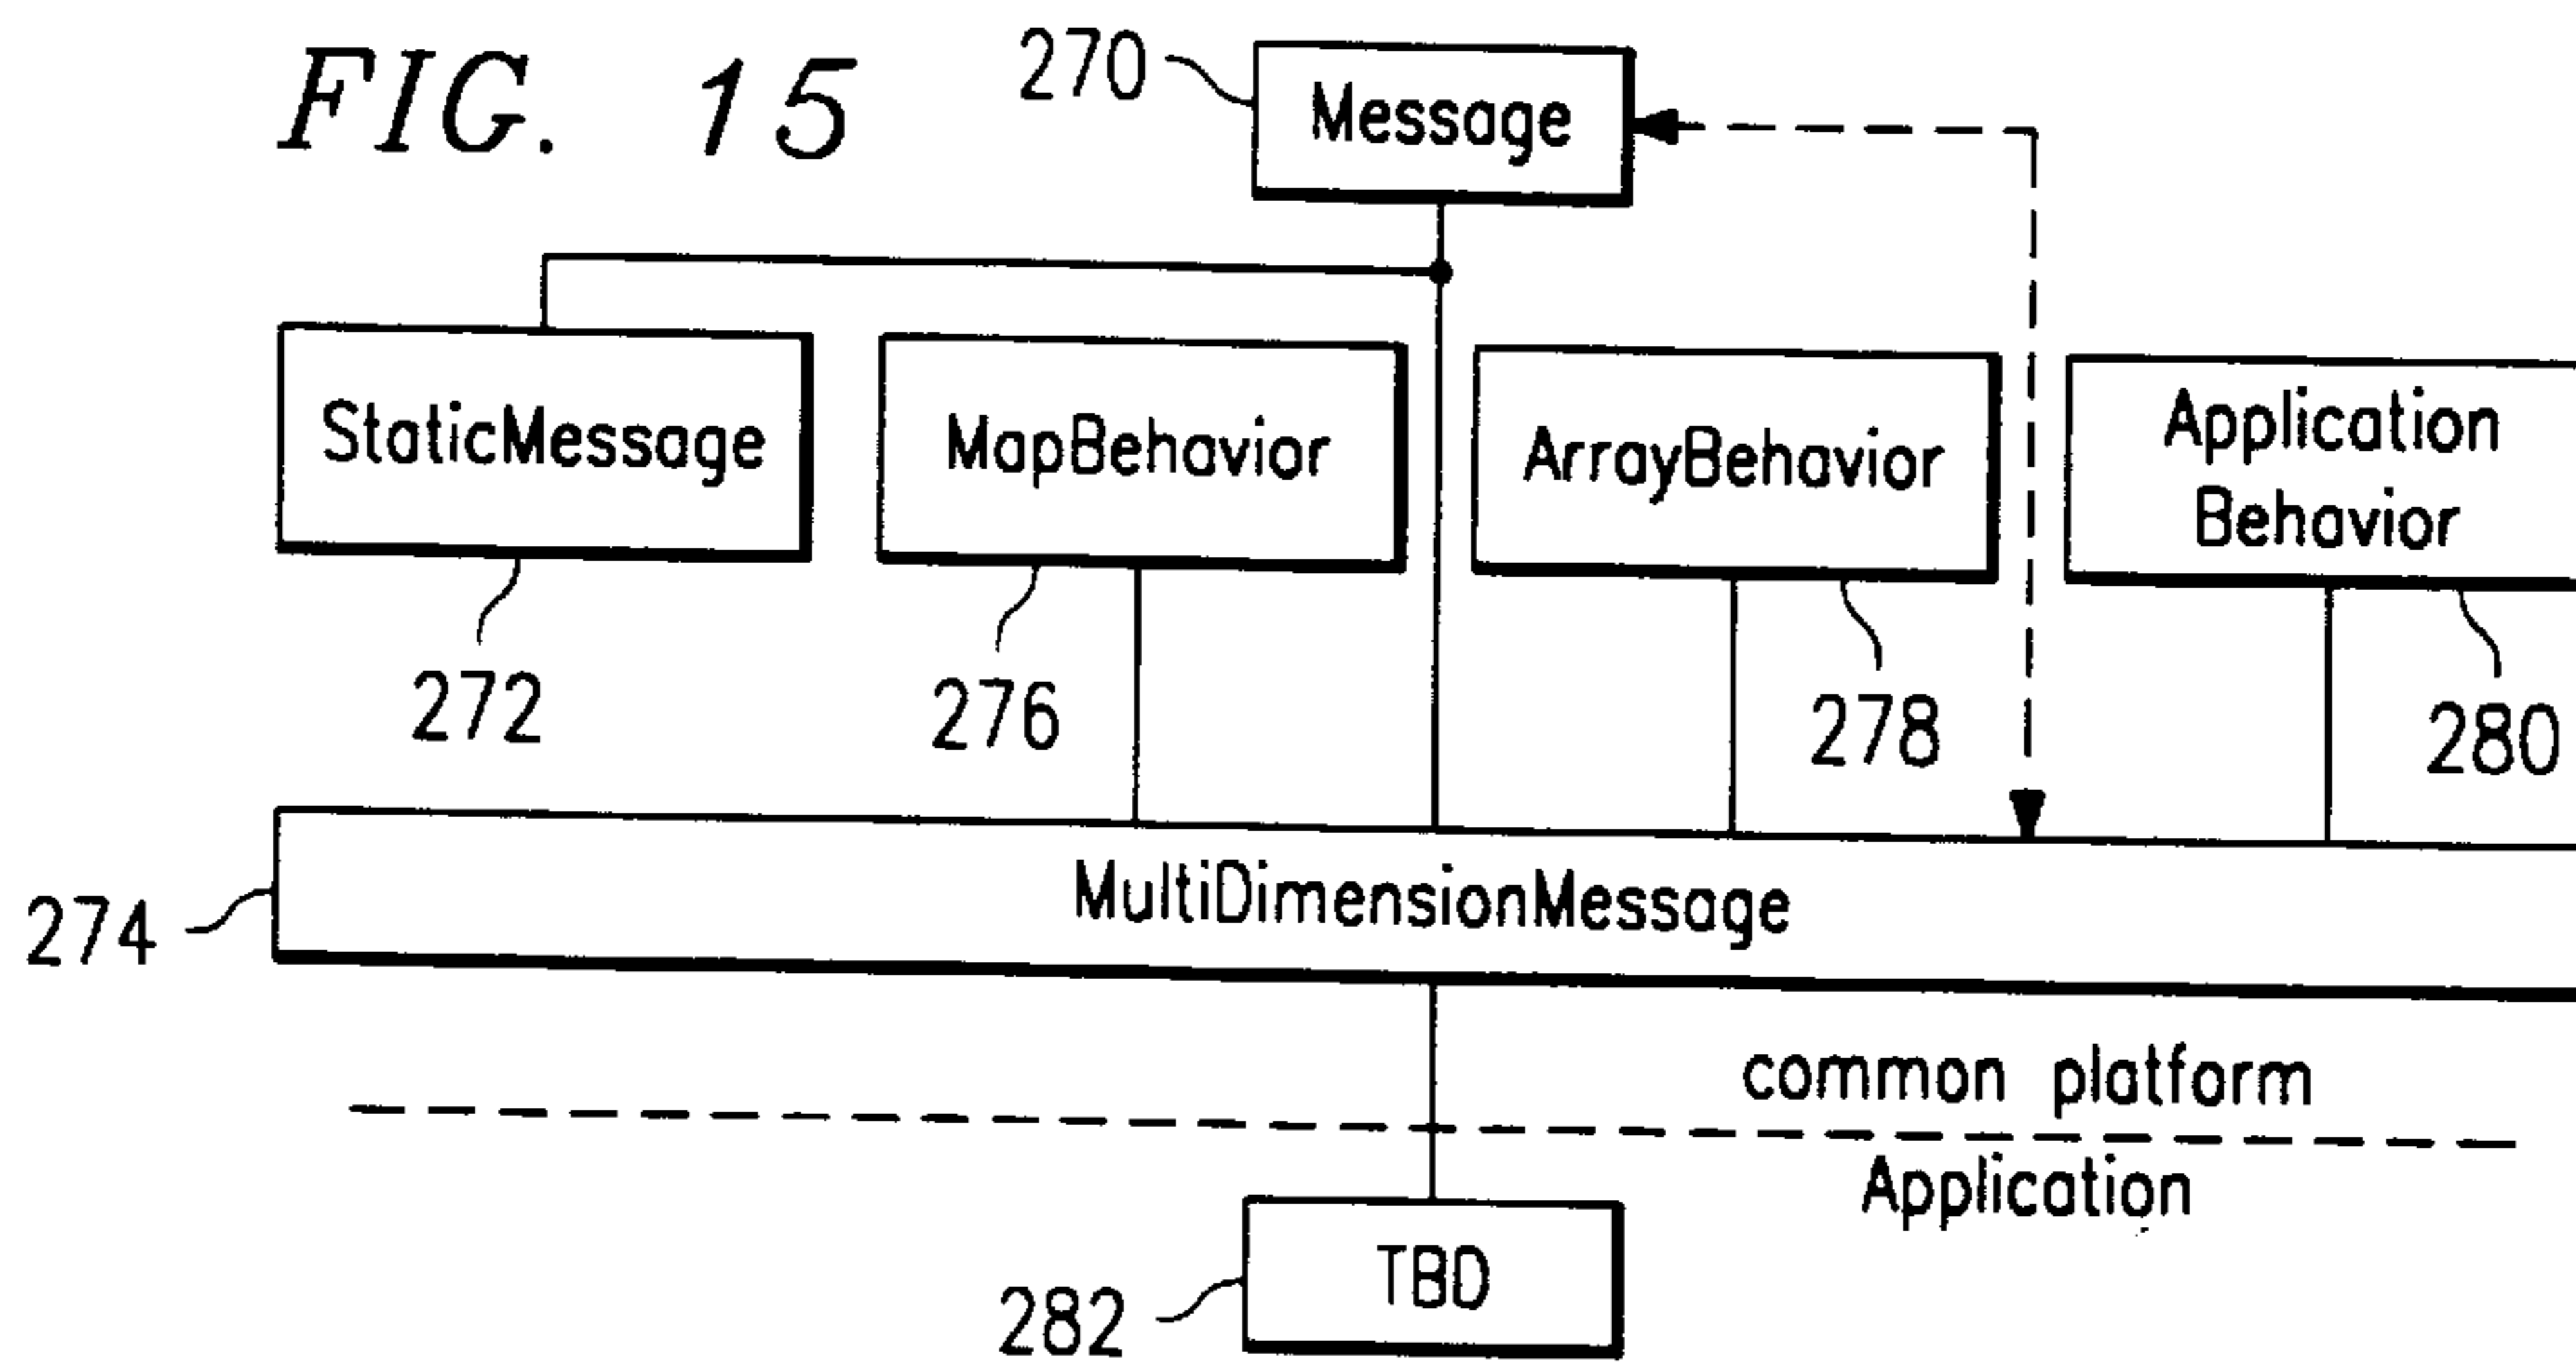 FIG. 15
270
Message
StaticMessage
MapBehavior
ArrayBehavior
Application
Behavior
272
276
278
280
274
MultiDimensionMessage
common platform
Application
TBD
282